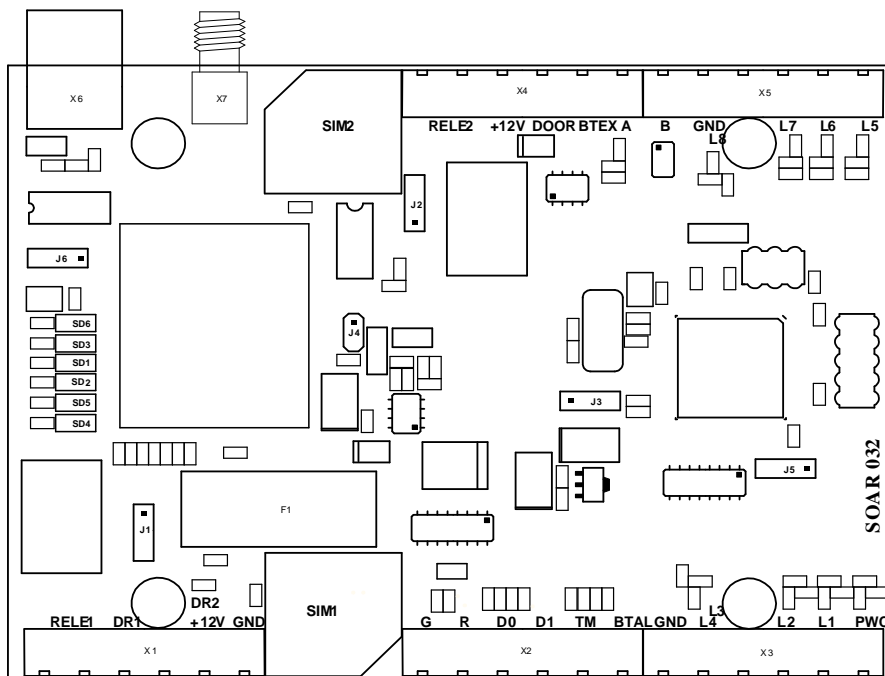 X6
X7
SIM2
X4
X5
RELE2 +12V DOOR BTEX A B GND L7 L6 L5
L8
J2
J6
SD6
SD3
SD1
SD2
SD5
SD4
J4
J3
J5
SOAR 032
F1
J1
SIM1
DR2
L3
RELE1 DR1 +12V GND
G R D0 D1 TM BTAL GND L4 L2 L1 PWC
X1
X2
X3